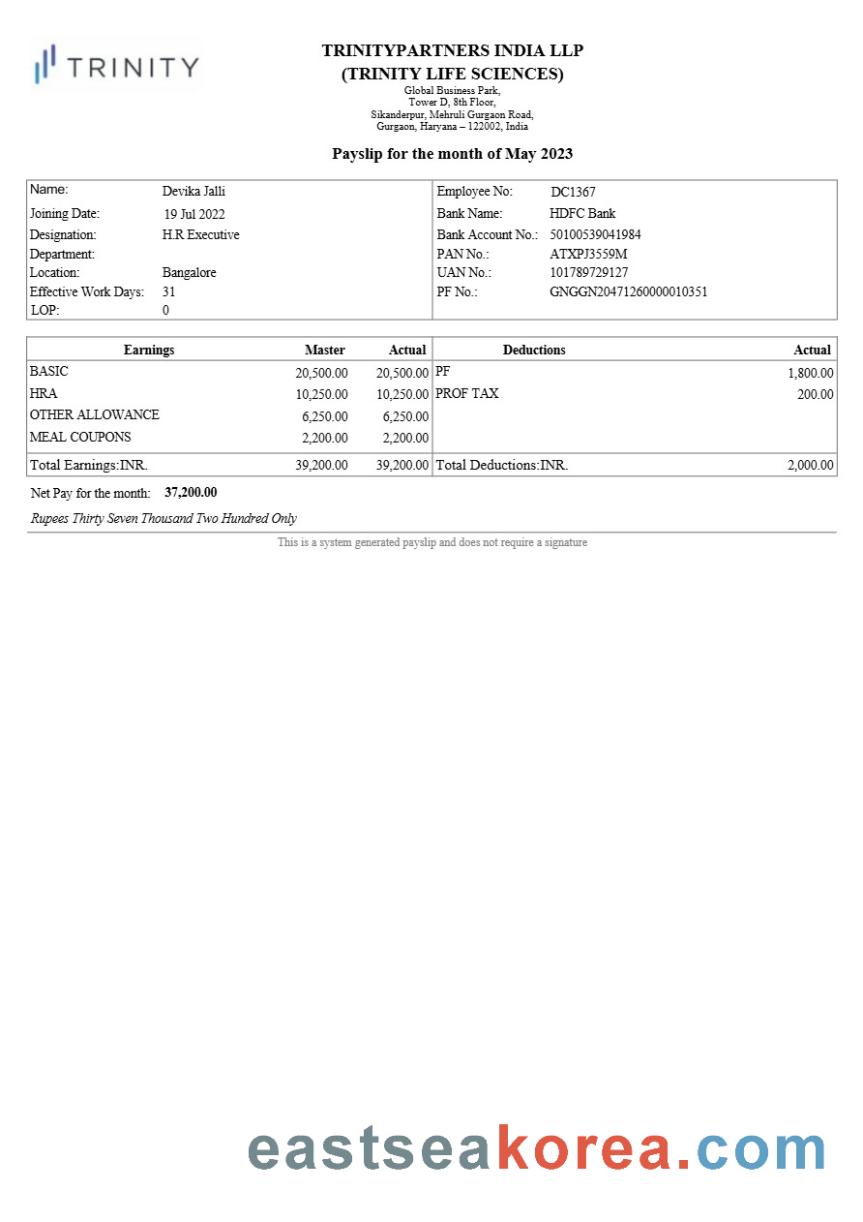 TRINITY
TRINITYPARTNERS INDIA LLP
(TRINITY LIFE SCIENCES)
Global Business Park,
Tower D, 8th Floor,
Sikanderpur, Mehruli Gurgaon Road,
Gurgaon, Haryana – 122002, India
Payslip for the month of May 2023
Name: Devika Jalli Employee No: DC1367
Joining Date: 19 Jul 2022 Bank Name: HDFC Bank
Designation: H.R Executive Bank Account No.: 50100539041984
Department: PAN No.: ATXPJ3559M
Location: Bangalore UAN No.: 101789729127
Effective Work Days: 31 PF No.: GNGGN20471260000010351
LOP: 0
Earnings Master Actual Deductions Actual
BASIC 20,500.00 20,500.00 PF 1,800.00
HRA 10,250.00 10,250.00 PROF TAX 200.00
OTHER ALLOWANCE 6,250.00 6,250.00
MEAL COUPONS 2,200.00 2,200.00
Total Earnings:INR. 39,200.00 39,200.00 Total Deductions:INR. 2,000.00
Net Pay for the month: 37,200.00
Rupees Thirty Seven Thousand Two Hundred Only
This is a system generated payslip and does not require a signature
eastseakorea.com